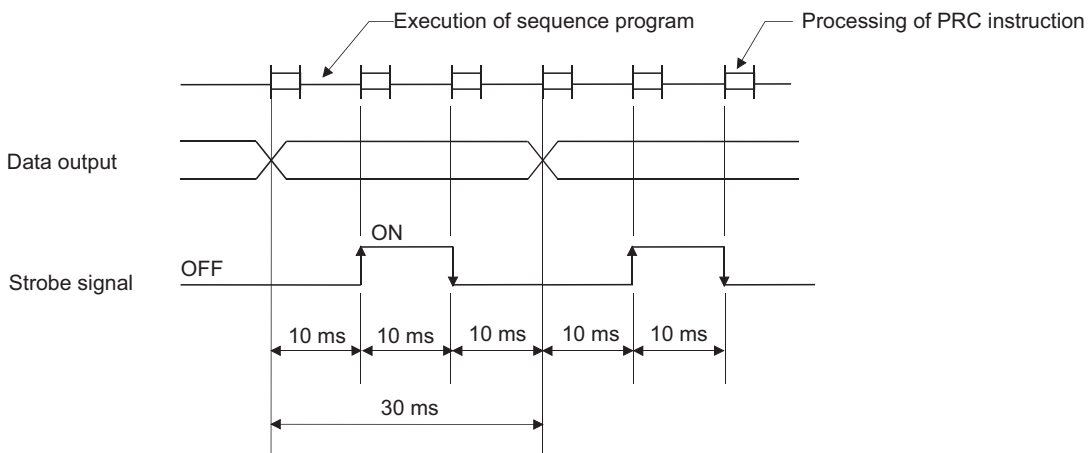 Execution of sequence program
Processing of PRC instruction
Data output
ON
OFF
Strobe signal
10 ms
10 ms
10 ms
10 ms
10 ms
30 ms